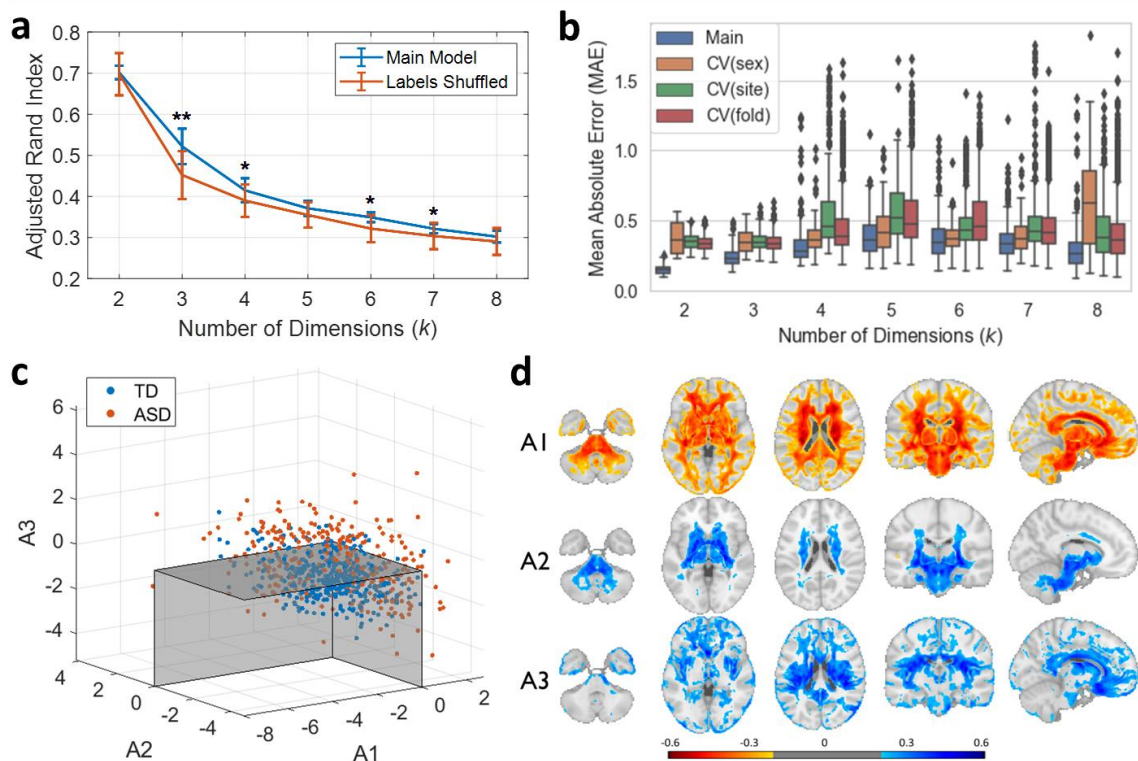 a
0.8
0.7
0.6
0.5
0.4
0.3
0.2
Adjusted Rand Index
Main Model
Labels Shuffled
**
*
*
*
2 3 4 5 6 7 8
Number of Dimensions (k)
b
Main
CV(sex)
CV(site)
CV(fold)
1.5
1.0
0.5
0.0
Mean Absolute Error (MAE)
2 3 4 5 6 7 8
Number of Dimensions (k)
c
TD
ASD
6
4
2
0
-2
-4
A3
4 2 0 -2 -4
A2
-8 -6 -4 -2 0 2
A1
d
A1
A2
A3
-0.6 -0.3 0 0.3 0.6